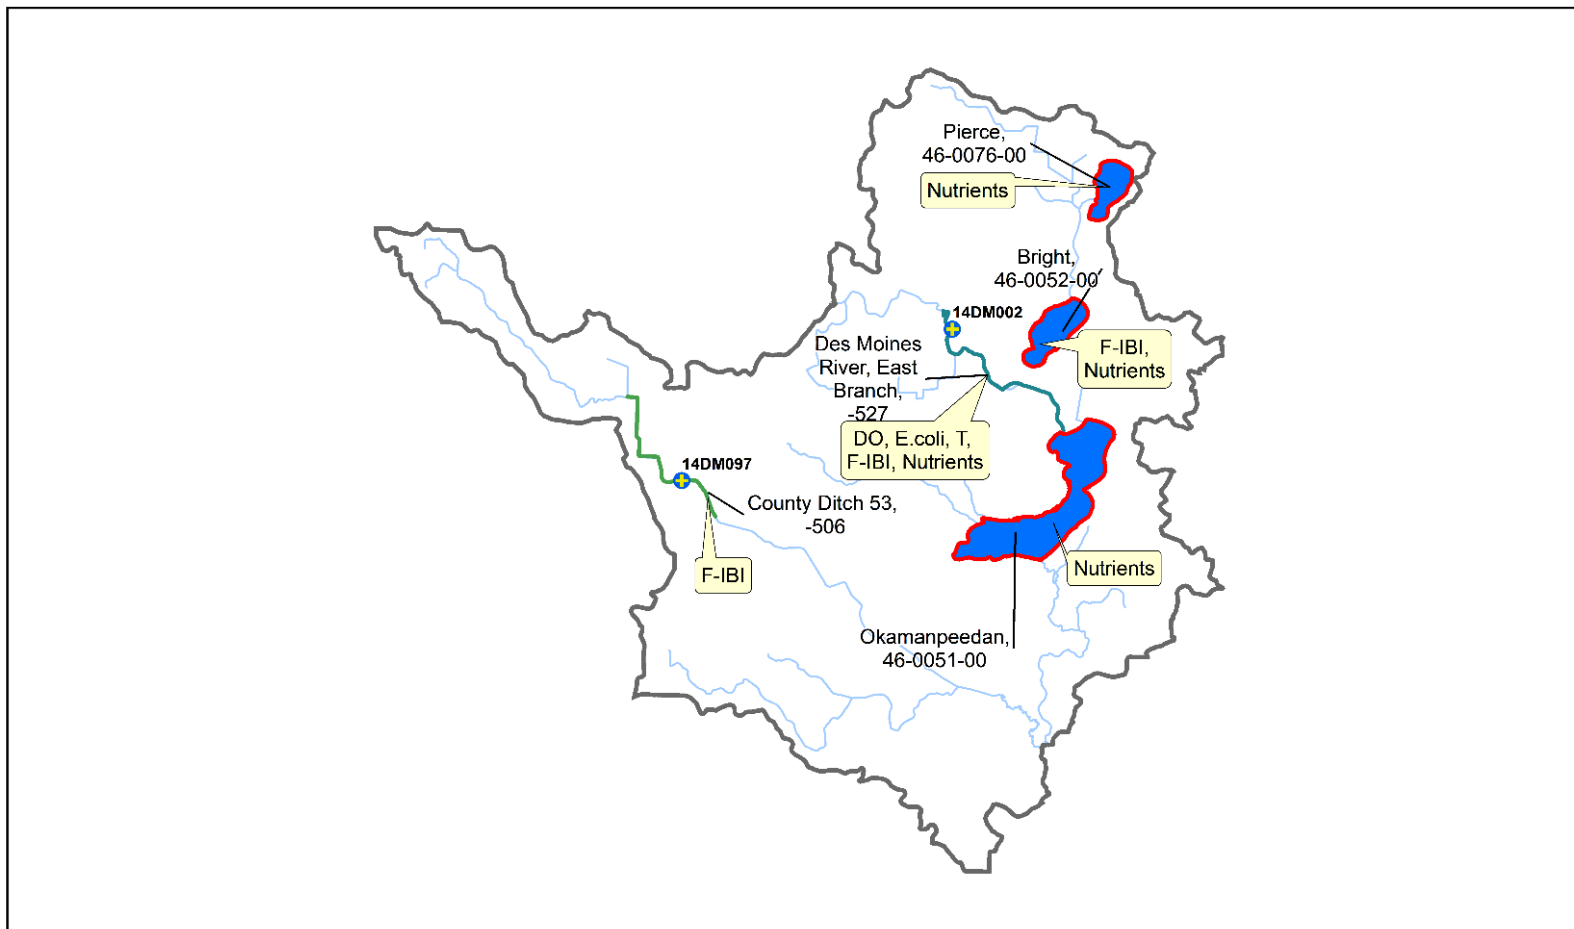 Pierce,
46-0076-00
Nutrients
Bright,
46-0052-00
14DM002
Des Moines
River, East
Branch,
-527
F-IBI,
Nutrients
DO, E.coli, T,
F-IBI, Nutrients
14DM097
County Ditch 53,
-506
F-IBI
Nutrients
Okamanpeedan,
46-0051-00